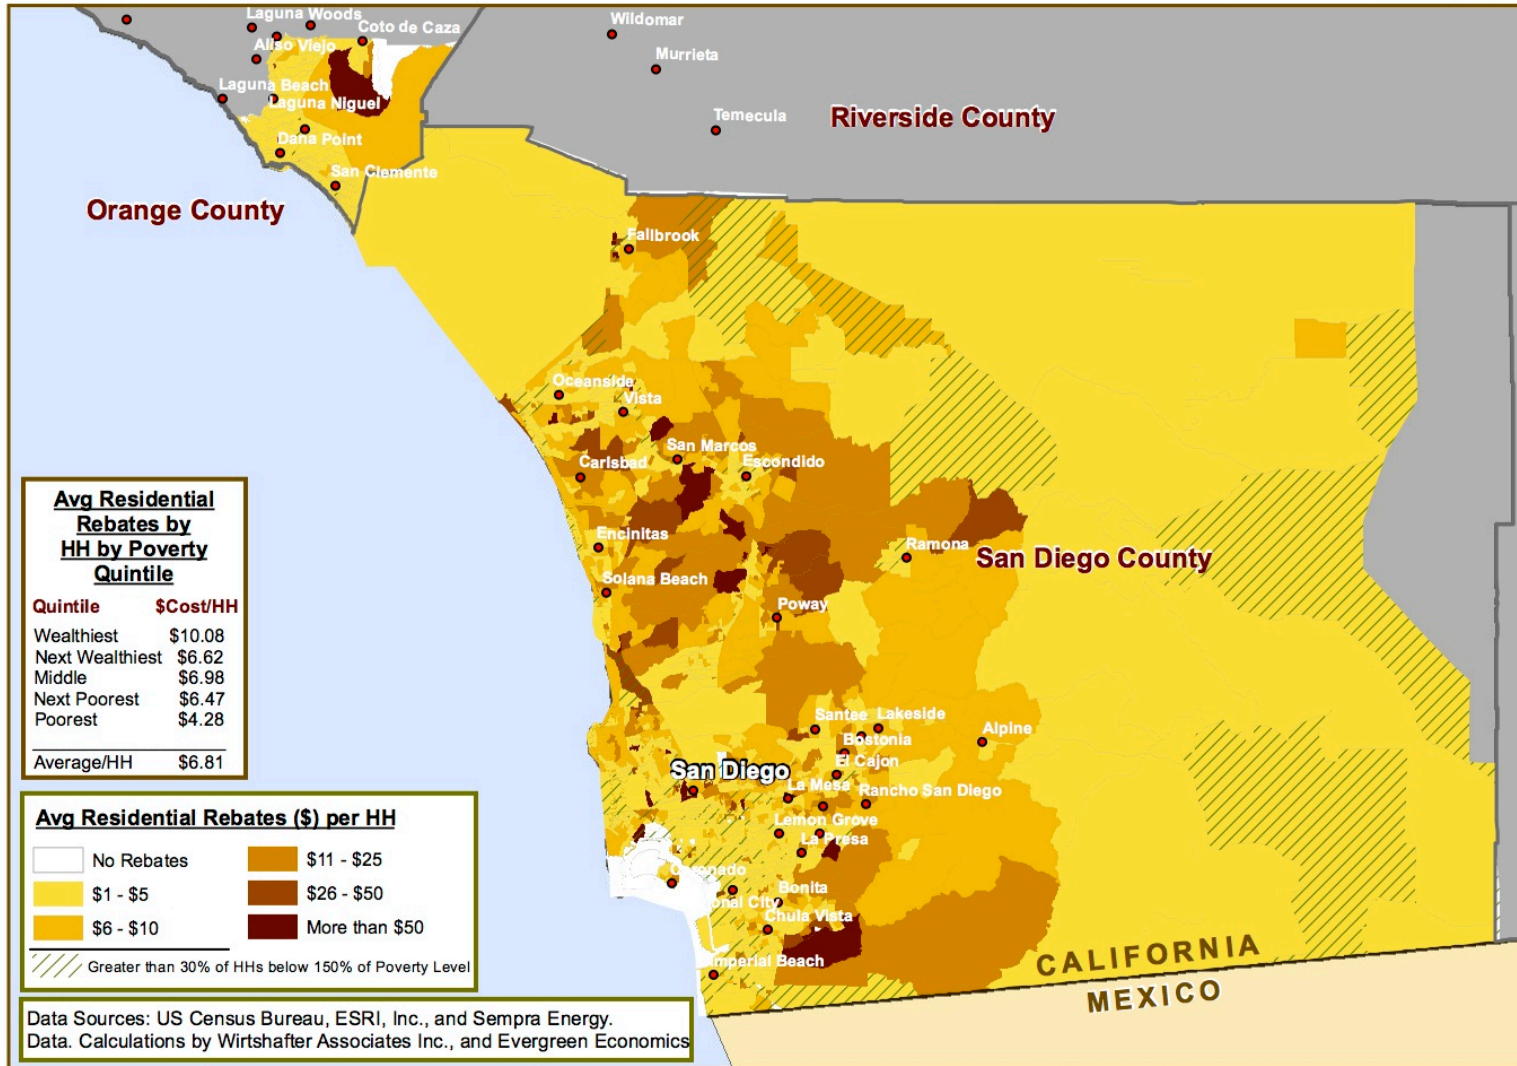 Laguna Woods
Coto de Caza
Aliso Viejo
Laguna Beach
Laguna Niguel
Dana Point
San Clemente
Wildomar
Murrieta
Temecula
Riverside County
Orange County
Fallbrook
Oceanside
Vista
San Marcos
Carlsbad
Escondido
Encinitas
Ramona
San Diego County
Solana Beach
Poway
Santee
Lakeside
Alpine
Bostonia
El Cajon
San Diego
La Mesa
Rancho San Diego
Lemon Grove
La Presa
Coronado
Bonita
onal City
Chula Vista
Imperial Beach
CALIFORNIA
MEXICO
Avg Residential
Rebates by
HH by Poverty
Quintile
Quintile $Cost/HH
Wealthiest $10.08
Next Wealthiest $6.62
Middle $6.98
Next Poorest $6.47
Poorest $4.28
Average/HH $6.81
Avg Residential Rebates ($) per HH
No Rebates $11 - $25
$1 - $5 $26 - $50
$6 - $10 More than $50
Greater than 30% of HHs below 150% of Poverty Level
Data Sources: US Census Bureau, ESRI, Inc., and Sempra Energy.
Data. Calculations by Wirtshafter Associates Inc., and Evergreen Economics